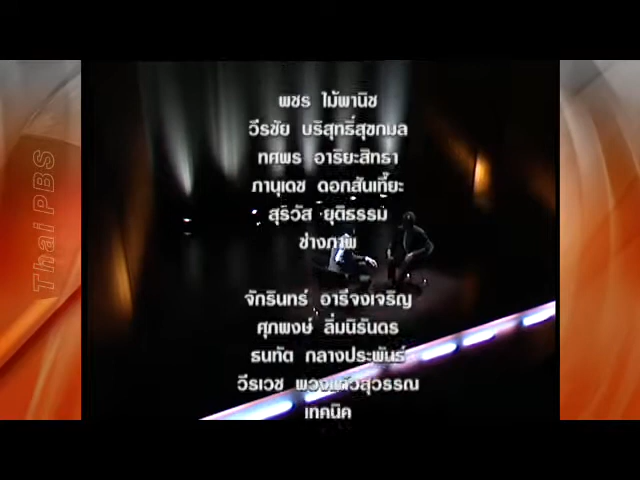 Thai PBS
พชร ไม้พานิช
วีรชัย บริสุทธิ์สุขกมล
ทศพร อาริยะสิทธา
ภานุเดช ดอกสันเที๊ยะ
สุริวัส ยุติธรรม
ช่างภาพ
จักรินทร์ อารีจงเจริญ
ศุภพงษ์ ลิ่มนิรันดร
ธนทัต กลางประพันธ์
วีรเวช พวงแก้วสุวรรณ
เทคนิค